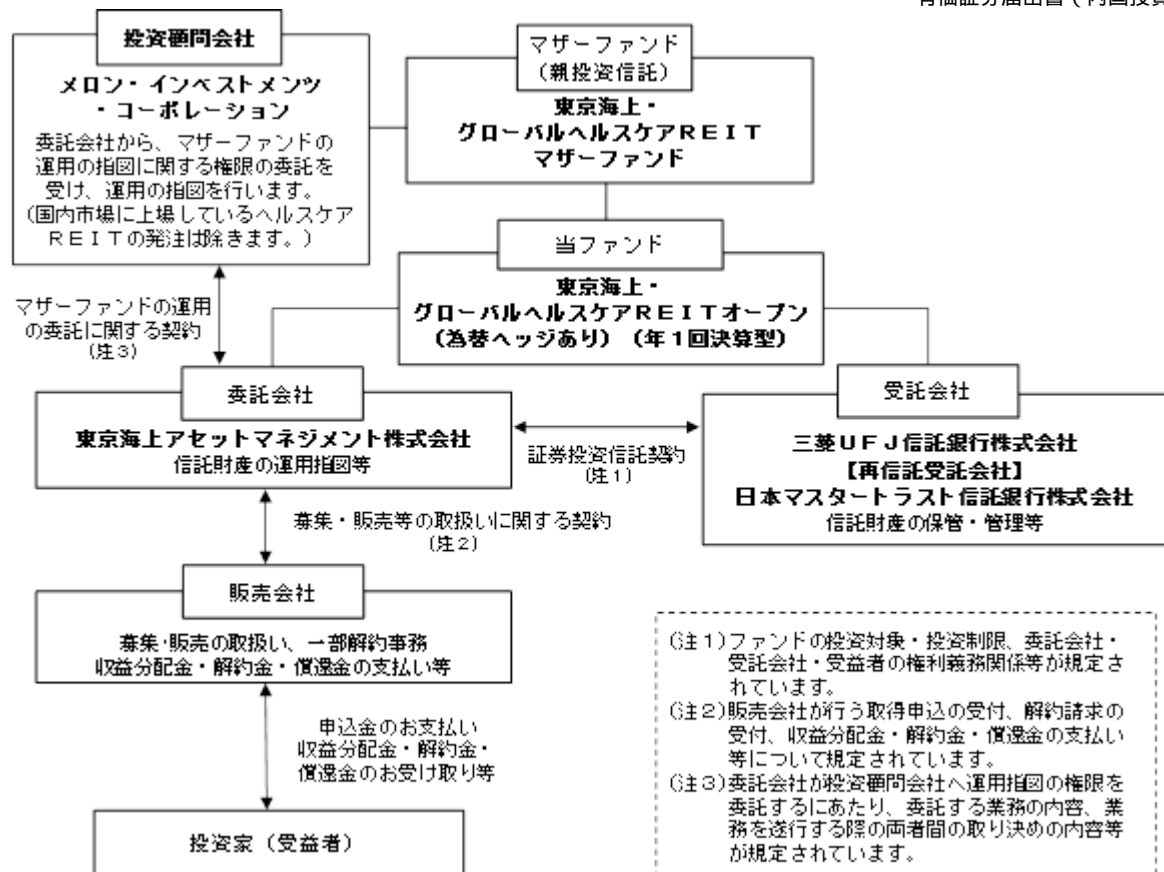 投資顧問会社
メロン・インベストメンツ
・コーポレーション
委託会社から、マザーファンドの
運用の指図に関する権限の委託を
受け、運用の指図を行います。
(国内市場に上場しているヘルスケア
REITの発注は除きます。)
マザーファンド
(親投資信託)
東京海上・
グローバルヘルスケアREIT
マザーファンド
当ファンド
東京海上・
グローバルヘルスケアREITオープン
(為替ヘッジあり)(年1回決算型)
マザーファンドの運用
の委託に関する契約
(注3)
委託会社
東京海上アセットマネジメント株式会社
信託財産の運用指図等
証券投資信託契約
(注1)
受託会社
三菱UFJ信託銀行株式会社
【再信託受託会社】
日本マスタートラスト信託銀行株式会社
信託財産の保管・管理等
募集・販売等の取扱いに関する契約
(注2)
販売会社
募集・販売の取扱い、一部解約事務
収益分配金・解約金・償還金の支払い等
申込金のお支払い
収益分配金・解約金・
償還金のお受け取り等
投資家(受益者)
(注1)ファンドの投資対象・投資制限、委託会社・
受託会社・受益者の権利義務関係等が規定さ
れています。
(注2)販売会社が行う取得申込の受付、解約請求の
受付、収益分配金・解約金・償還金の支払い
等について規定されています。
(注3)委託会社が投資顧問会社へ運用指図の権限を
委託するにあたり、委託する業務の内容、業
務を遂行する際の両者間の取り決めの内容等
が規定されています。